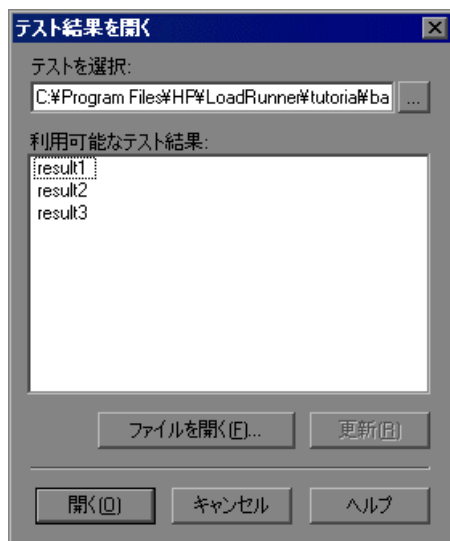 テスト結果を開く
テストを選択:
C:¥Program Files¥HP¥LoadRunner¥tutorial¥ba
...
利用可能なテスト結果:
result1
result2
result3
ファイルを開く(F)...
更新(R)
開く(O)
キャンセル
ヘルプ